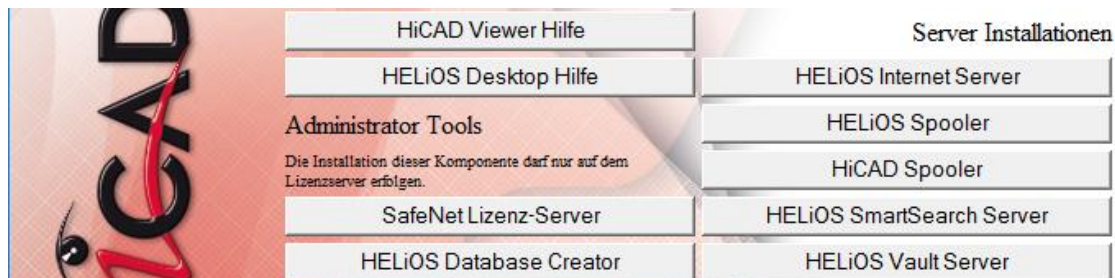 HiCAD
HiCAD Viewer Hilfe
HELiOS Desktop Hilfe
Administrator Tools
Die Installation dieser Komponente darf nur auf dem
Lizenzserver erfolgen.
SafeNet Lizenz-Server
HELiOS Database Creator
Server Installationen
HELiOS Internet Server
HELiOS Spooler
HiCAD Spooler
HELiOS SmartSearch Server
HELiOS Vault Server